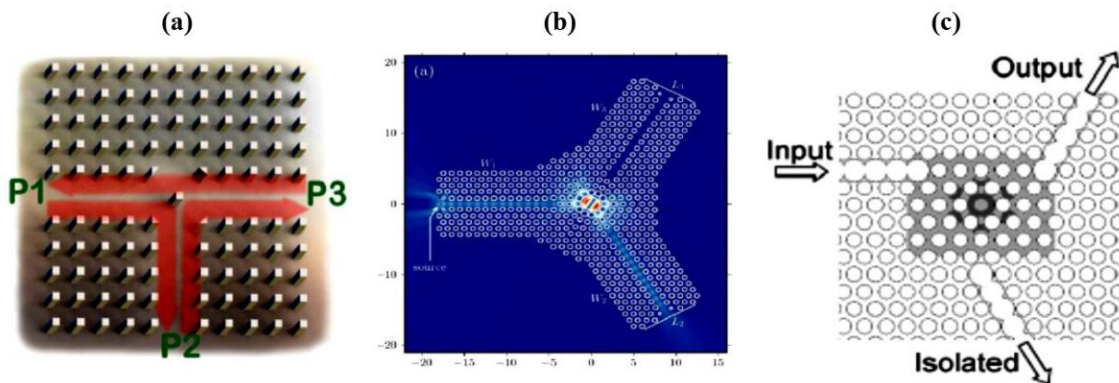 (a) (b) (c)
P1 P3
P2
(a)
20
10
0
−10
−20
−20 −15 −10 −5 0 5 10 15
W₁
W₃
W₂
L₃
L₂
source
Input
Output
Isolated